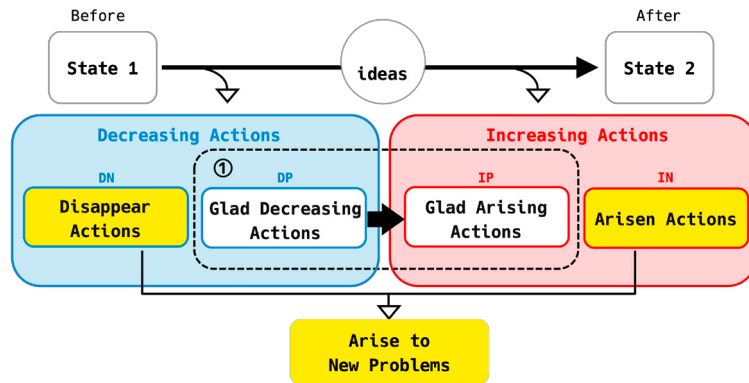 Before
After
State 1
ideas
State 2
Decreasing Actions
Increasing Actions
①
DN
DP
IP
IN
Disappear
Actions
Glad Decreasing
Actions
Glad Arising
Actions
Arisen Actions
Arise to
New Problems